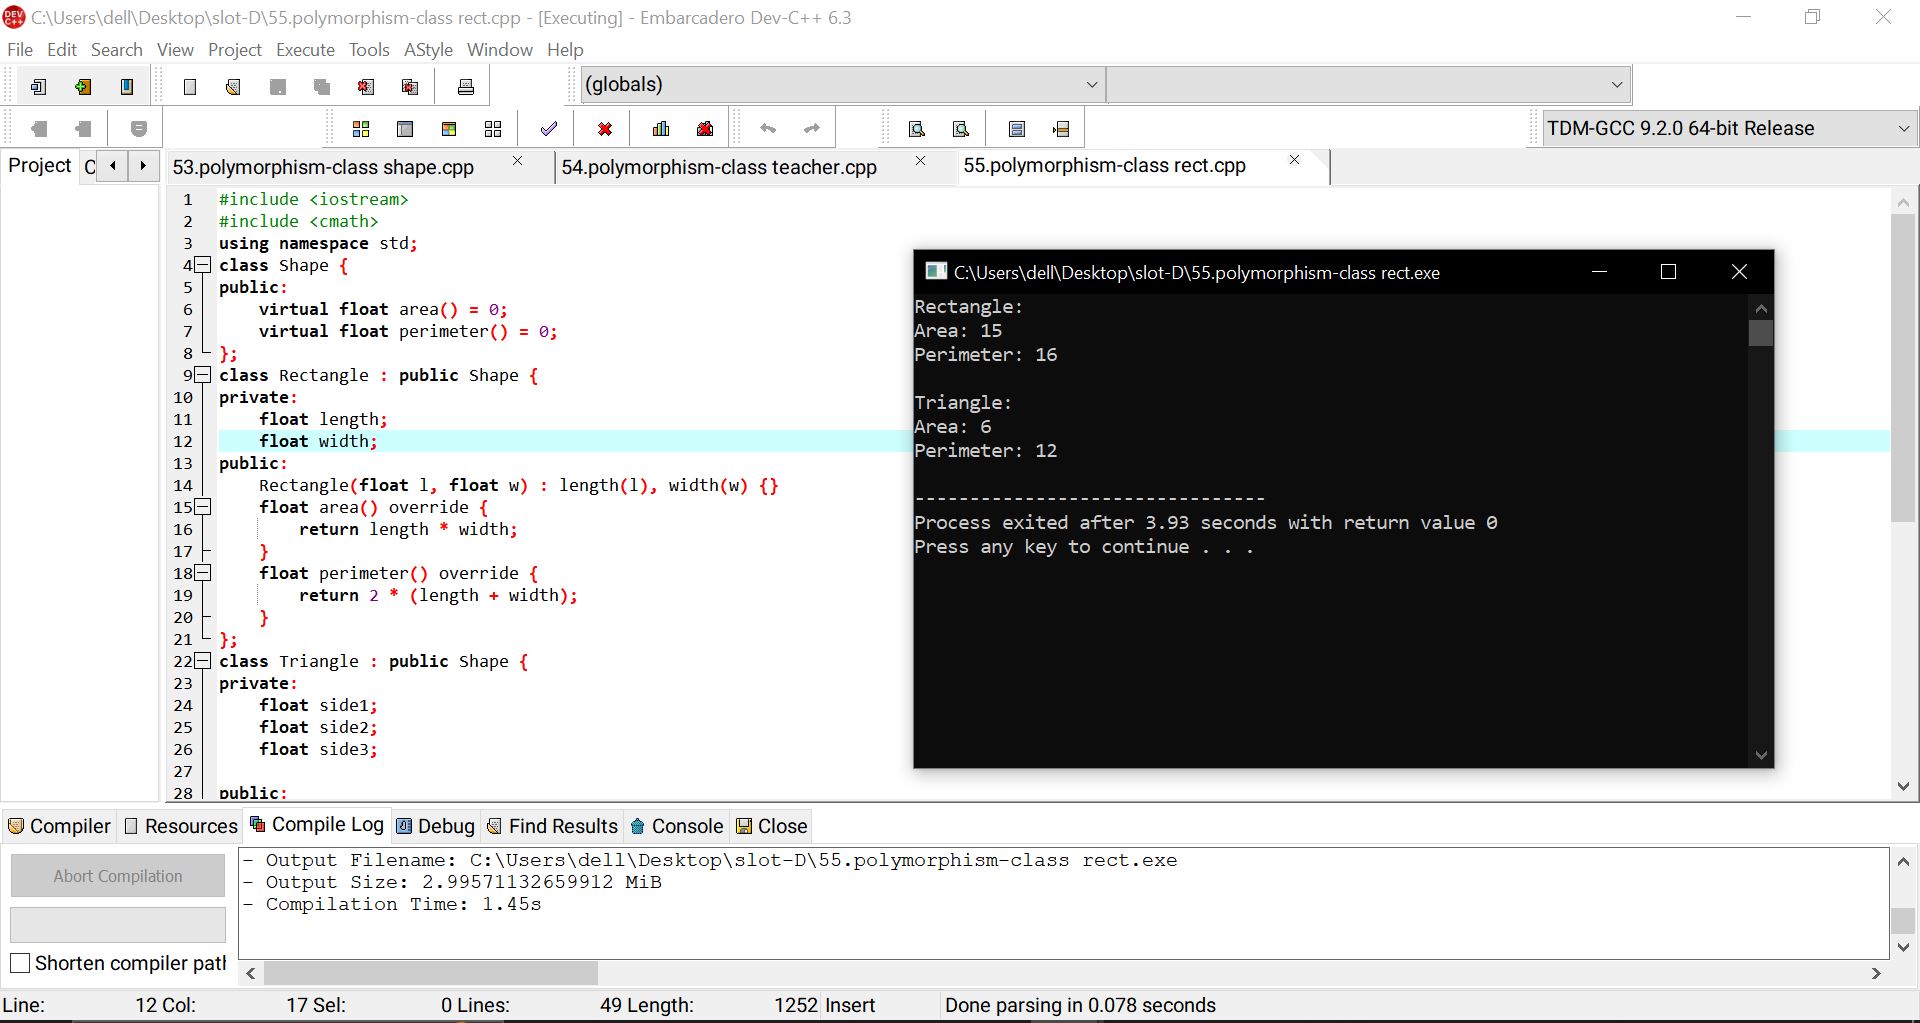 C:\Users\dell\Desktop\slot-D\55.polymorphism-class rect.cpp - [Executing] - Embarcadero Dev-C++ 6.3
File Edit Search View Project Execute Tools AStyle Window Help
(globals)
TDM-GCC 9.2.0 64-bit Release
Project C
53.polymorphism-class shape.cpp 54.polymorphism-class teacher.cpp 55.polymorphism-class rect.cpp
1 #include <iostream>
2 #include <cmath>
3 using namespace std;
4 class Shape {
5 public:
6     virtual float area() = 0;
7     virtual float perimeter() = 0;
8 };
9 class Rectangle : public Shape {
10 private:
11     float length;
12     float width;
13 public:
14     Rectangle(float l, float w) : length(l), width(w) {}
15     float area() override {
16         return length * width;
17     }
18     float perimeter() override {
19         return 2 * (length + width);
20     }
21 };
22 class Triangle : public Shape {
23 private:
24     float side1;
25     float side2;
26     float side3;
27
28 public:
C:\Users\dell\Desktop\slot-D\55.polymorphism-class rect.exe
Rectangle:
Area: 15
Perimeter: 16
Triangle:
Area: 6
Perimeter: 12
--------------------------------
Process exited after 3.93 seconds with return value 0
Press any key to continue . . .
Compiler Resources Compile Log Debug Find Results Console Close
Abort Compilation
Shorten compiler patl
- Output Filename: C:\Users\dell\Desktop\slot-D\55.polymorphism-class rect.exe
- Output Size: 2.99571132659912 MiB
- Compilation Time: 1.45s
Line: 12 Col: 17 Sel: 0 Lines: 49 Length: 1252 Insert Done parsing in 0.078 seconds